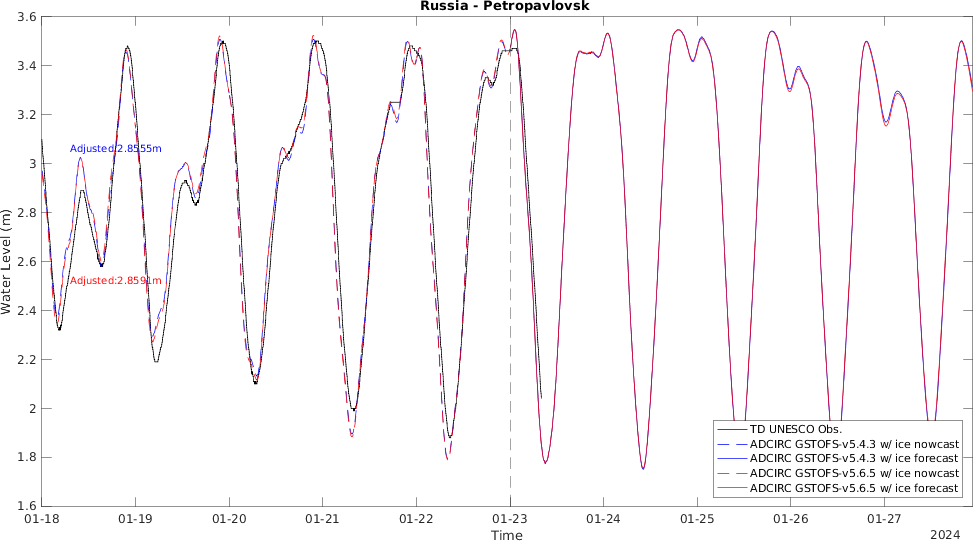 Russia - Petropavlovsk
3.6
3.4
3.2
3
2.8
2.6
2.4
2.2
2
1.8
1.6
Water Level (m)
Adjusted:2.8555m
Adjusted:2.8591m
TD UNESCO Obs.
ADCIRC GSTOFS-v5.4.3 w/ ice nowcast
ADCIRC GSTOFS-v5.4.3 w/ ice forecast
ADCIRC GSTOFS-v5.6.5 w/ ice nowcast
ADCIRC GSTOFS-v5.6.5 w/ ice forecast
01-18 01-19 01-20 01-21 01-22 01-23 01-24 01-25 01-26 01-27
Time
2024